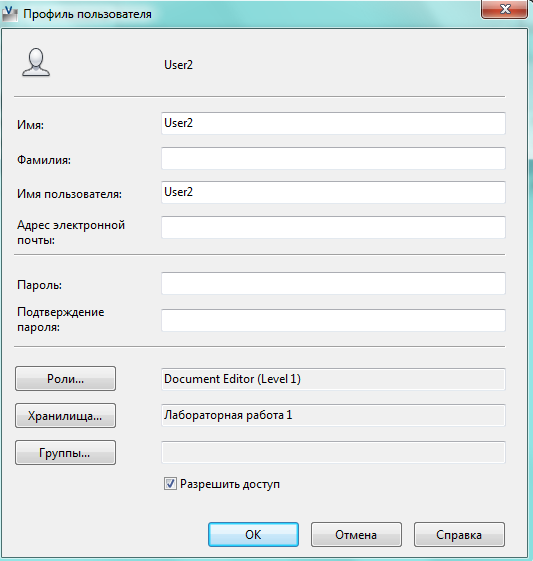 Профиль пользователя
User2
Имя:
User2
Фамилия:
Имя пользователя:
User2
Адрес электронной
почты:
Пароль:
Подтверждение
пароля:
Роли...
Document Editor (Level 1)
Хранилища...
Лабораторная работа 1
Группы...
Разрешить доступ
OK
Отмена
Справка